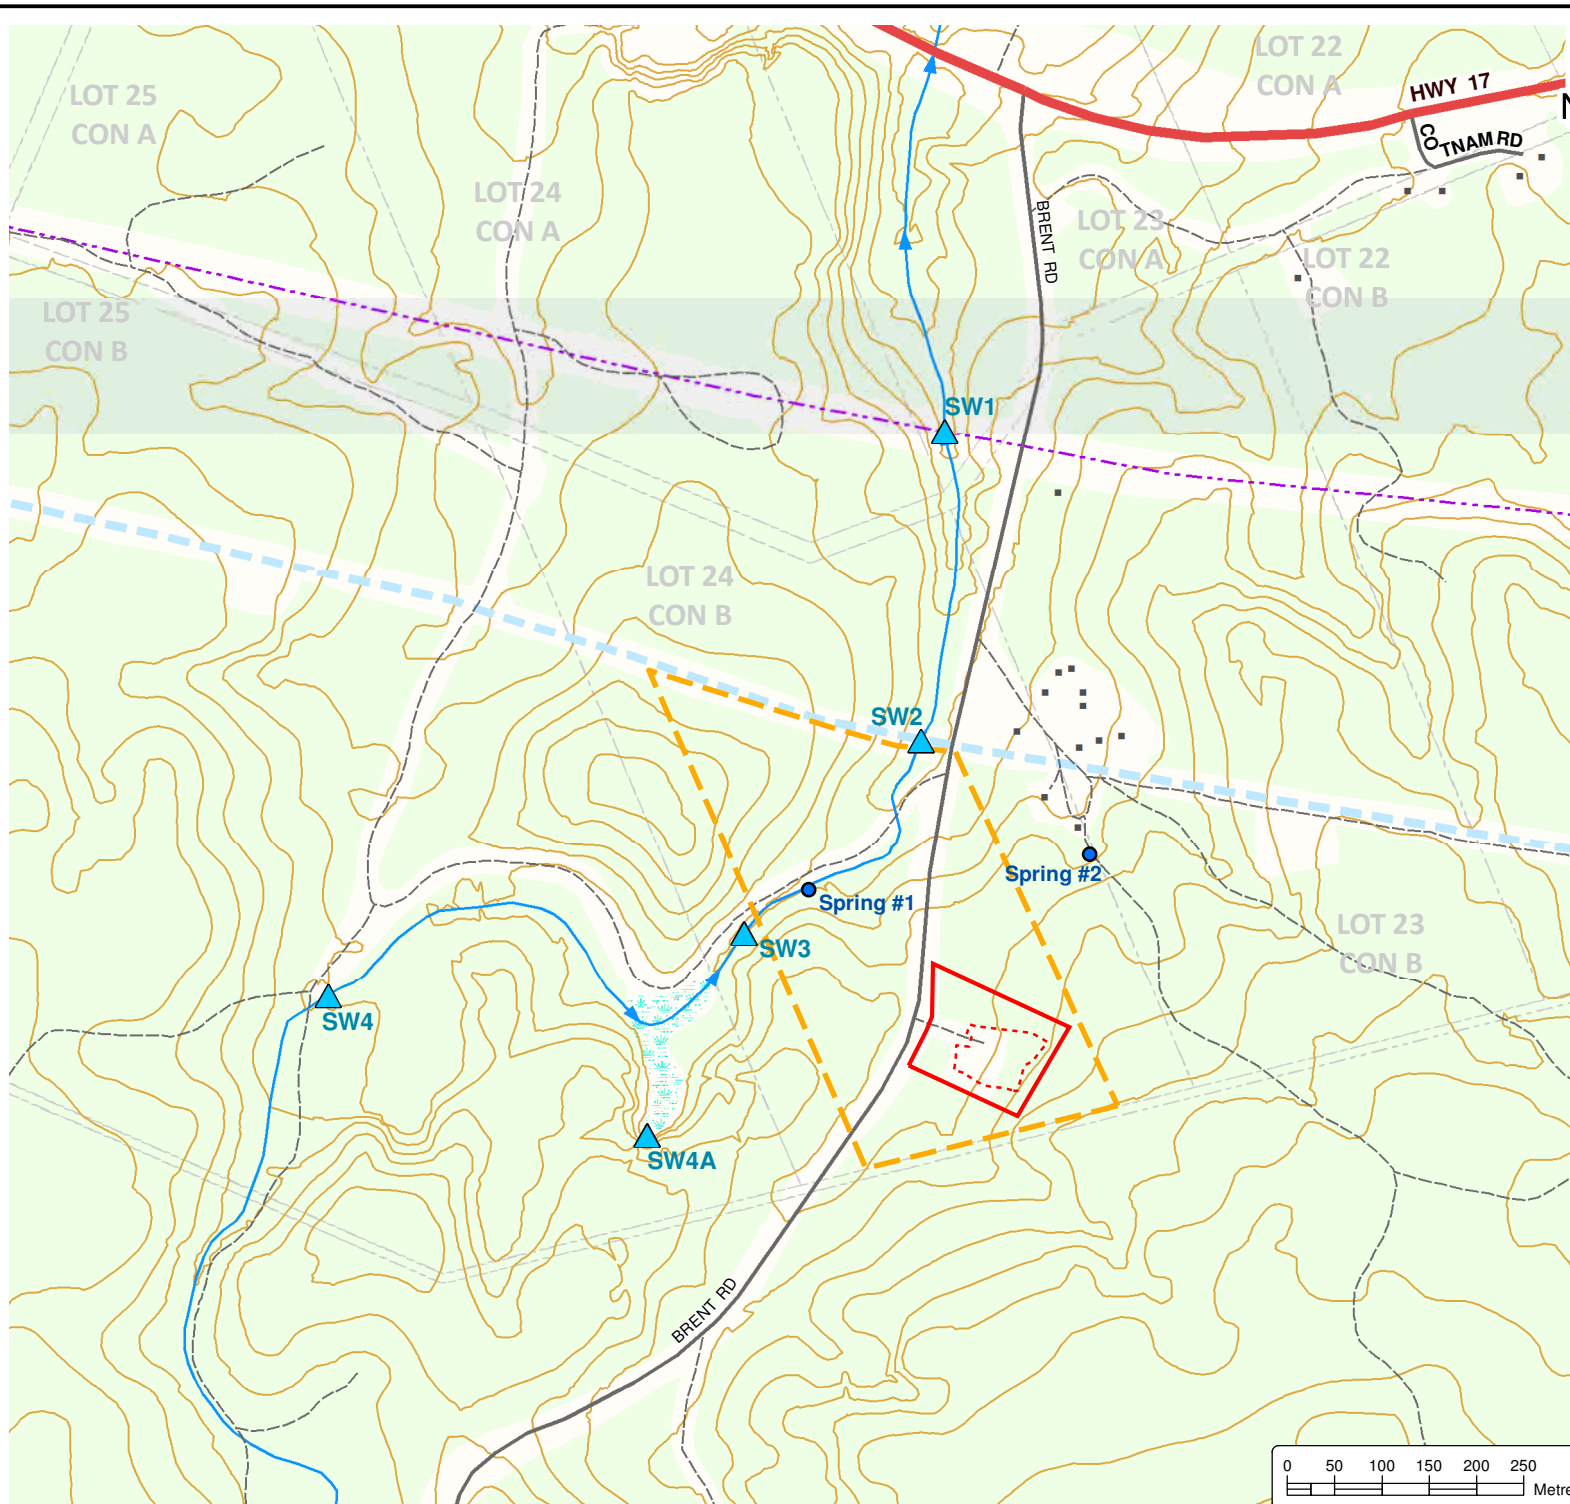 LOT 22
CON A
LOT 25
CON A
HWY 17
N
COTNAM RD
LOT 24
CON A
BRENT RD
LOT 23
CON A
LOT 22
CON B
LOT 25
CON B
SW1
LOT 24
CON B
SW2
Spring #2
Spring #1
SW3
LOT 23
CON B
SW4
SW4A
BRENT RD
0 50 100 150 200 250
Metre